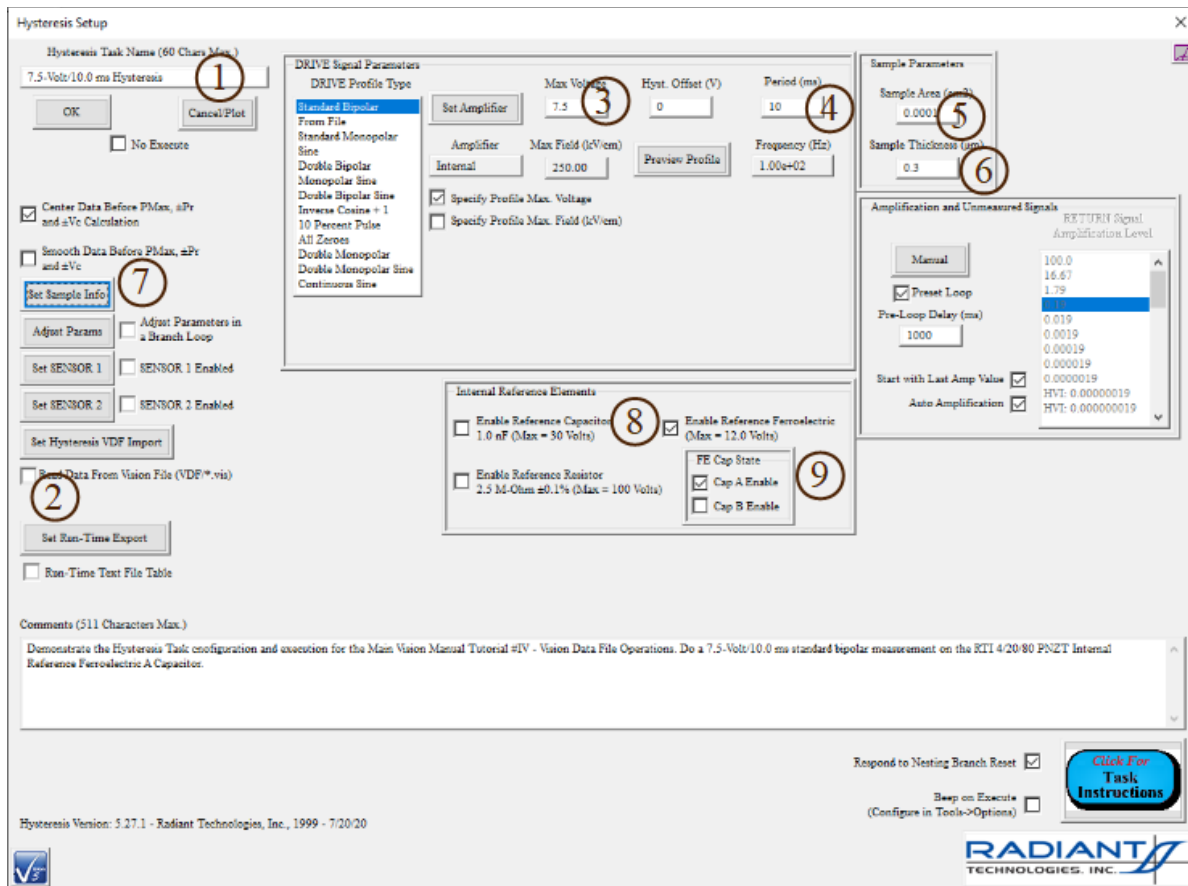 Hysteresis Setup
Hysteresis Task Name (60 Chars Max.)
7.5-Volt/10.0 ms Hysteresis
1
OK
Cancel/Plot
No Execute
Center Data Before PMax, ±Pr
and ±Vc Calculation
Smooth Data Before PMax, ±Pr
and ±Vc
7
Set Sample Info
Adjust Params
Adjust Parameters in
a Branch Loop
Set SENSOR 1
SENSOR 1 Enabled
Set SENSOR 2
SENSOR 2 Enabled
Set Hysteresis VDF Import
Read Data From Vision File (VDF/*.vis)
2
Set Run-Time Export
Run-Time Text File Table
DRIVE Signal Parameters
DRIVE Profile Type
Standard Bipolar
From File
Standard Monopolar
Sine
Double Bipolar
Monopolar Sine
Double Bipolar Sine
Inverse Cosine + 1
10 Percent Pulse
All Zeroes
Double Monopolar
Double Monopolar Sine
Continuous Sine
Set Amplifier
Max Voltage
7.5
3
Hyst. Offset (V)
0
Period (ms)
10
4
Amplifier
Internal
Max Field (kV/cm)
250.00
Preview Profile
Frequency (Hz)
1.00e+02
Specify Profile Max. Voltage
Specify Profile Max. Field (kV/cm)
Sample Parameters
Sample Area (cm2)
0.0001
5
Sample Thickness (µm)
0.3
6
Amplification and Unmeasured Signals
RETURN Signal
Amplification Level
Manual
Preset Loop
Pre-Loop Delay (ms)
1000
Start with Last Amp Value
Auto Amplification
100.0
16.67
1.79
0.019
0.0019
0.00019
0.000019
0.0000019
HVI: 0.00000019
HVI: 0.000000019
Internal Reference Elements
Enable Reference Capacitor
1.0 nF (Max = 30 Volts)
8
Enable Reference Ferroelectric
(Max = 12.0 Volts)
Enable Reference Resistor
2.5 M-Ohm ±0.1% (Max = 100 Volts)
FE Cap State
Cap A Enable
Cap B Enable
9
Comments (511 Characters Max.)
Demonstrate the Hysteresis Task cnofiguration and execution for the Main Vision Manual Tutorial #IV - Vision Data File Operations. Do a 7.5-Volt/10.0 ms standard bipolar measurement on the RTI 4/20/80 PNZT Internal
Reference Ferroelectric A Capacitor.
Respond to Nesting Branch Reset
Beep on Execute
(Configure in Tools->Options)
Click For
Task
Instructions
Hysteresis Version: 5.27.1 - Radiant Technologies, Inc., 1999 - 7/20/20
RADIANT
TECHNOLOGIES, INC.